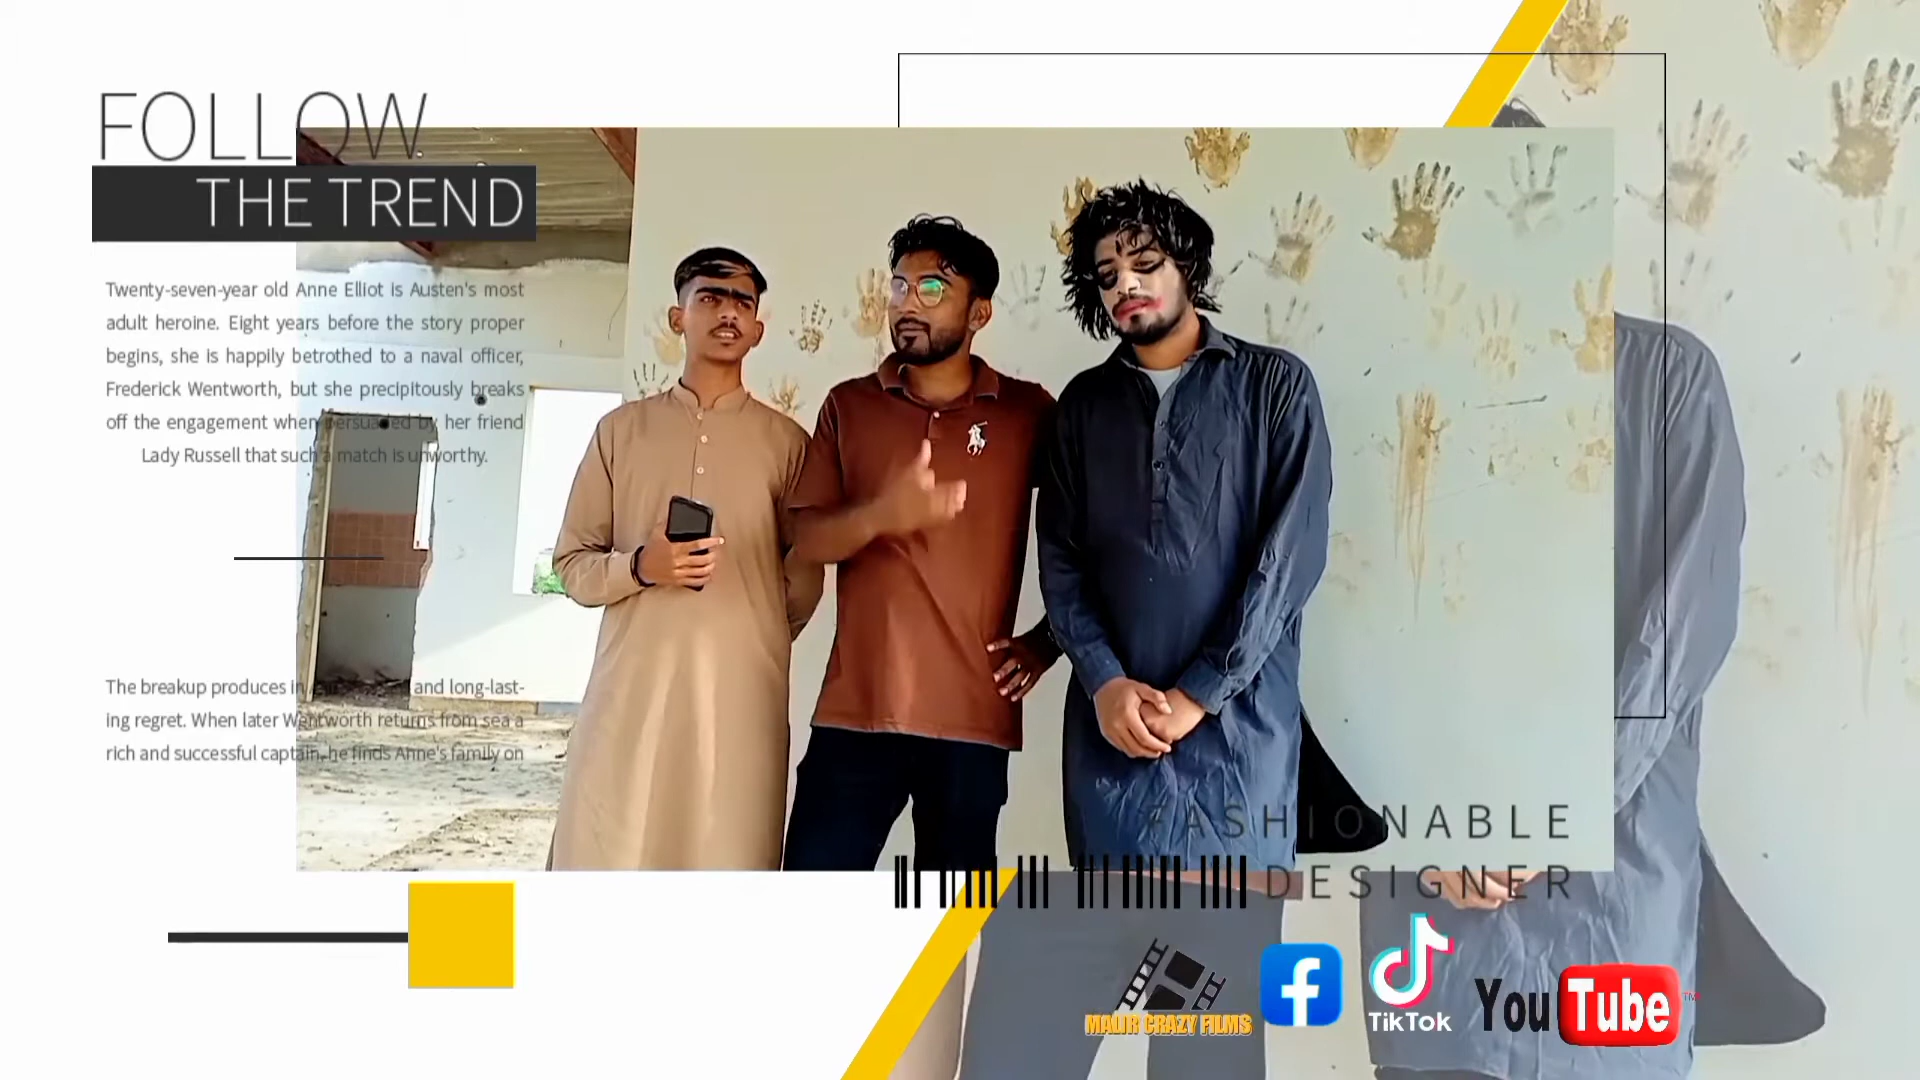 FOLLOW
THE TREND
Twenty-seven-year old Anne Elliot is Austen's most
adult heroine. Eight years before the story proper
begins, she is happily betrothed to a naval officer,
Frederick Wentworth, but she precipitously breaks
off the engagement when persuaded by her friend
Lady Russell that such a match is unworthy.
The breakup produces in and long-last-
ing regret. When later Wentworth returns from sea a
rich and successful captain, he finds Anne's family on
FASHIONABLE
DESIGNER
MALIR CRAZY FILMS
TikTok
YouTube
TM